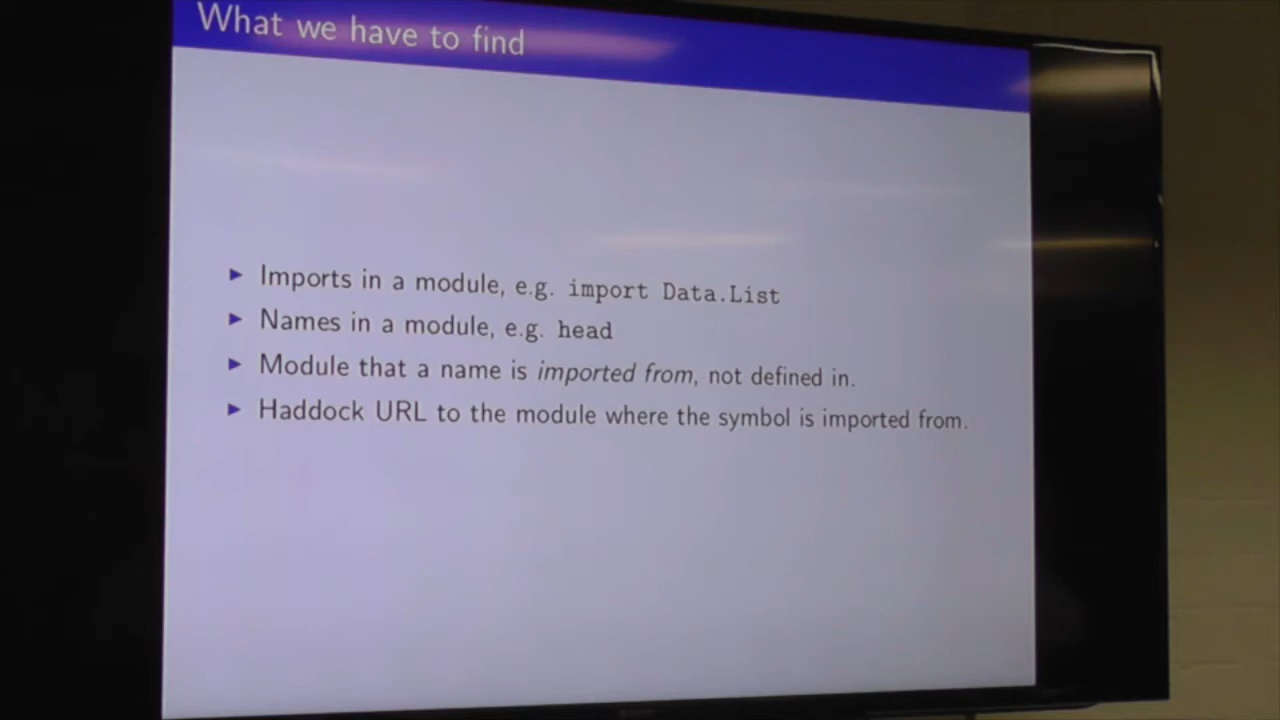 What we have to find
▶ Imports in a module, e.g. import Data.List
▶ Names in a module, e.g. head
▶ Module that a name is imported from, not defined in.
▶ Haddock URL to the module where the symbol is imported from.